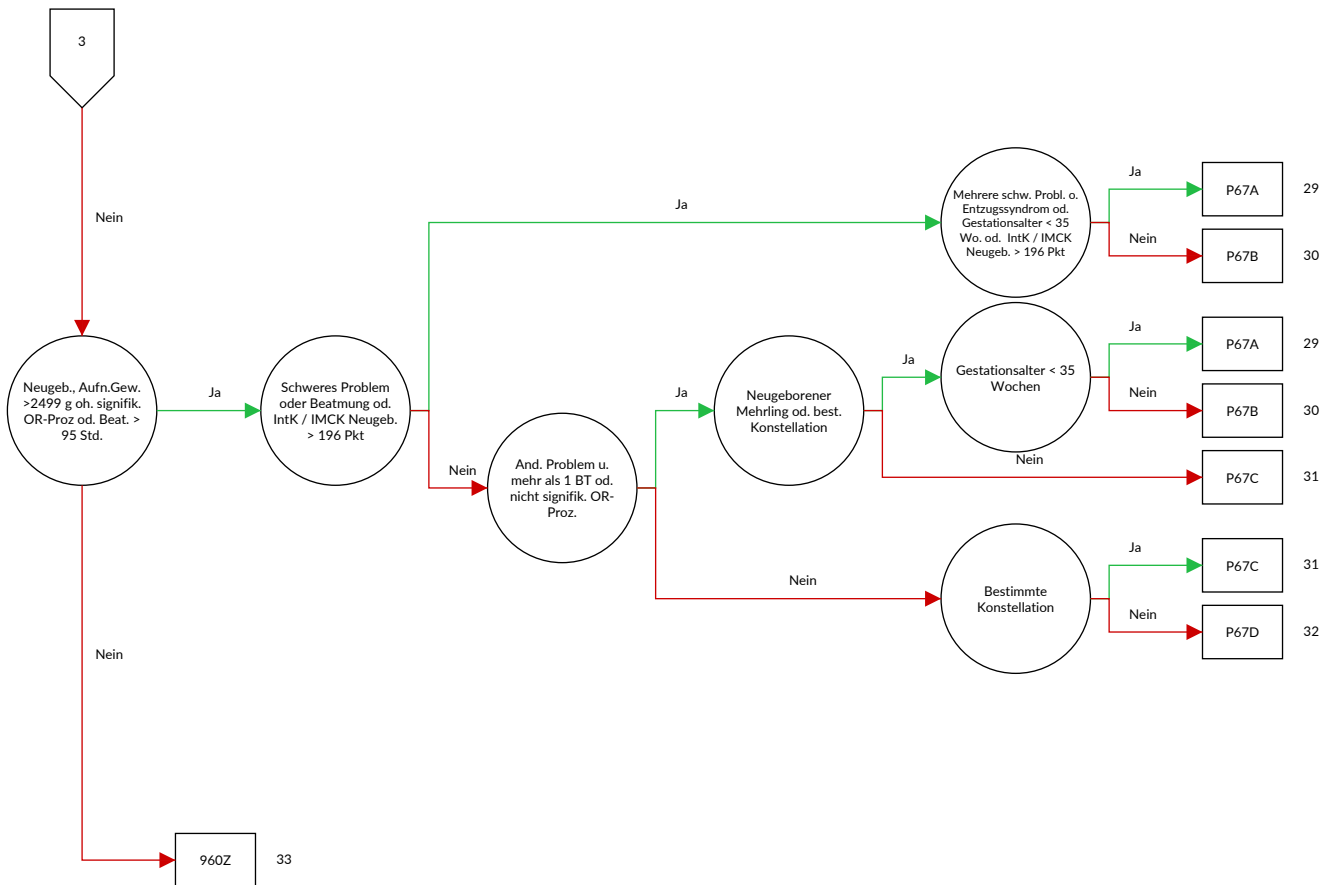 3
Nein
Ja
Mehrere schw. Probl. o.
Entzugssyndrom od.
Gestationsalter < 35
Wo. od. IntK / IMCK
Neugeb. > 196 Pkt
Ja
P67A
29
Nein
P67B
30
Neugeb., Aufn.Gew.
>2499 g oh. signifik.
OR-Proz od. Beat. >
95 Std.
Ja
Schweres Problem
oder Beatmung od.
IntK / IMCK Neugeb.
> 196 Pkt
Nein
And. Problem u.
mehr als 1 BT od.
nicht signifik. OR-
Proz.
Ja
Neugeborener
Mehrling od. best.
Konstellation
Ja
Gestationsalter < 35
Wochen
Ja
P67A
29
Nein
P67B
30
Nein
P67C
31
Nein
Bestimmte
Konstellation
Ja
P67C
31
Nein
P67D
32
Nein
960Z
33